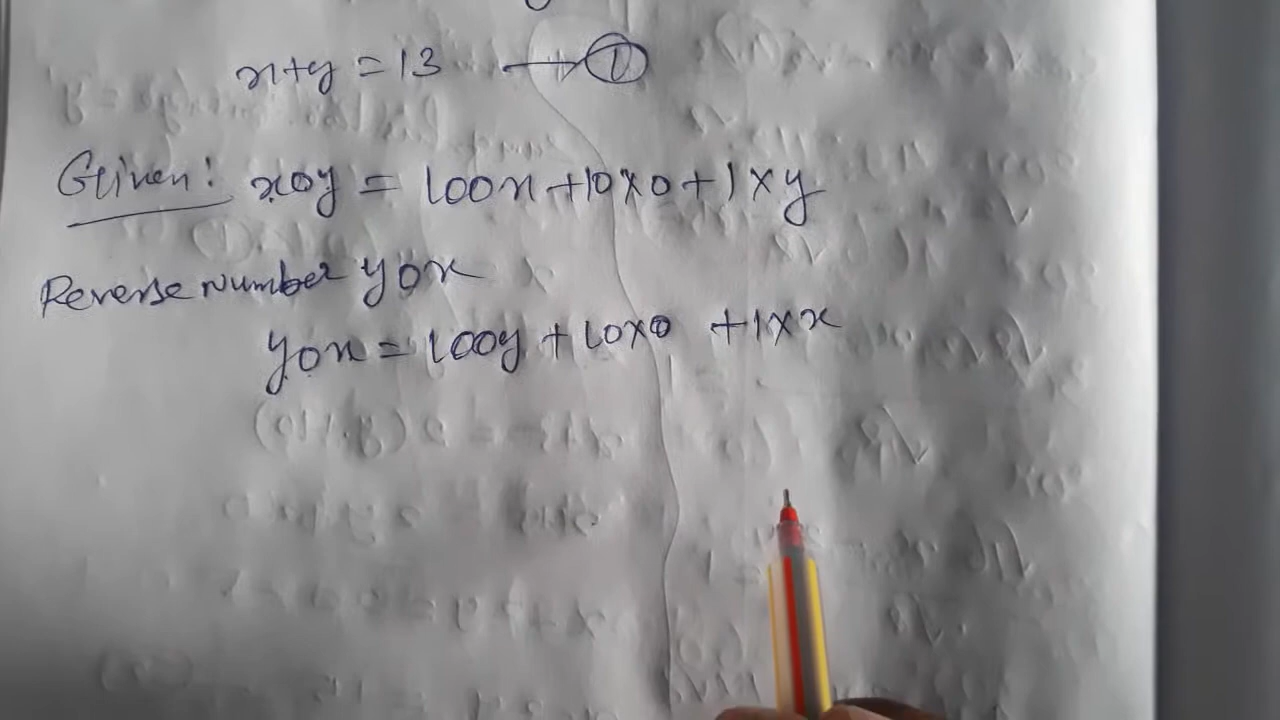 x+y = 13 → ①
Given: x0y = 100x + 10×0 + 1×y
Reverse number y0x
y0x = 100y + 10×0 + 1×x